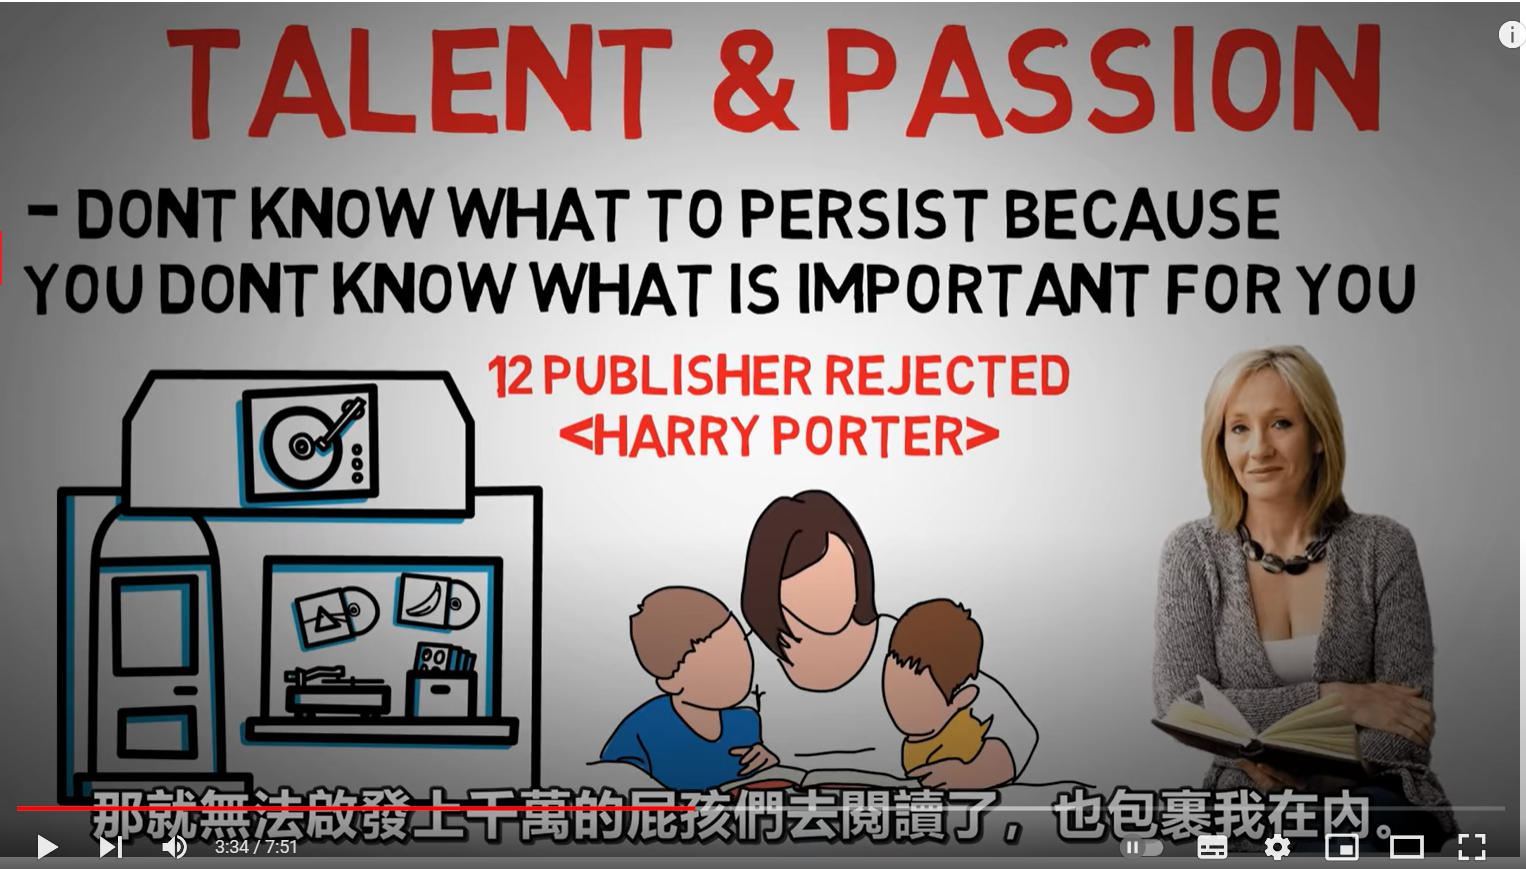 TALENT & PASSION
- DONT KNOW WHAT TO PERSIST BECAUSE
YOU DONT KNOW WHAT IS IMPORTANT FOR YOU
12 PUBLISHER REJECTED
<HARRY PORTER>
那就無法啟發上千萬的屁孩們去閱讀了，也包裹我在內。
3:34 / 7:51